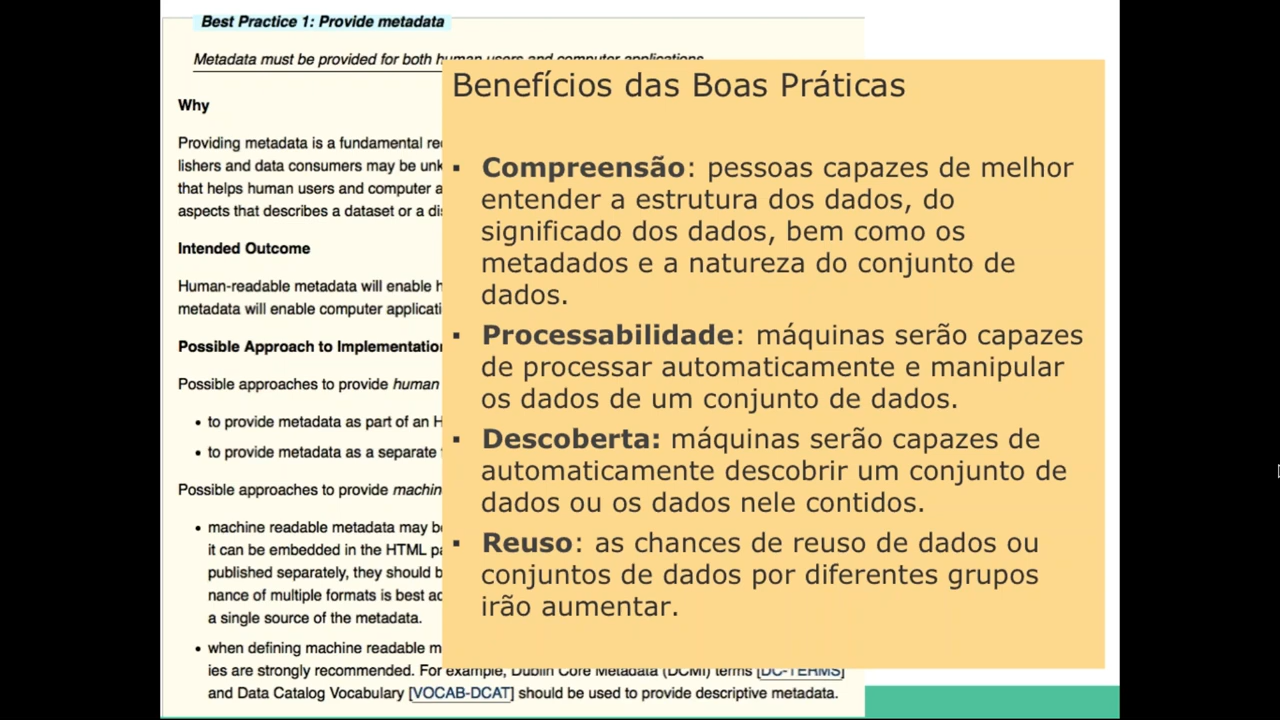 Best Practice 1: Provide metadata
Metadata must be provided for both human users and computer applications
Why
Providing metadata is a fundamental
lishers and data consumers may be
that helps human users and computer
aspects that describes a dataset or a
Intended Outcome
Human-readable metadata will enable
metadata will enable computer
Possible Approach to Implementation
Possible approaches to provide human
• to provide metadata as part of an
• to provide metadata as a separate
Possible approaches to provide
• machine readable metadata may
it can be embedded in the HTML
published separately, they should
nance of multiple formats is best
a single source of the metadata.
• when defining machine readable
ies are strongly recommended. For example, Dublin Core Metadata (DCMI) terms [DC-TERMS]
and Data Catalog Vocabulary [VOCAB-DCAT] should be used to provide descriptive metadata.
Benefícios das Boas Práticas
▪ Compreensão: pessoas capazes de melhor
entender a estrutura dos dados, do
significado dos dados, bem como os
metadados e a natureza do conjunto de
dados.
▪ Processabilidade: máquinas serão capazes
de processar automaticamente e manipular
os dados de um conjunto de dados.
▪ Descoberta: máquinas serão capazes de
automaticamente descobrir um conjunto de
dados ou os dados nele contidos.
▪ Reuso: as chances de reuso de dados ou
conjuntos de dados por diferentes grupos
irão aumentar.